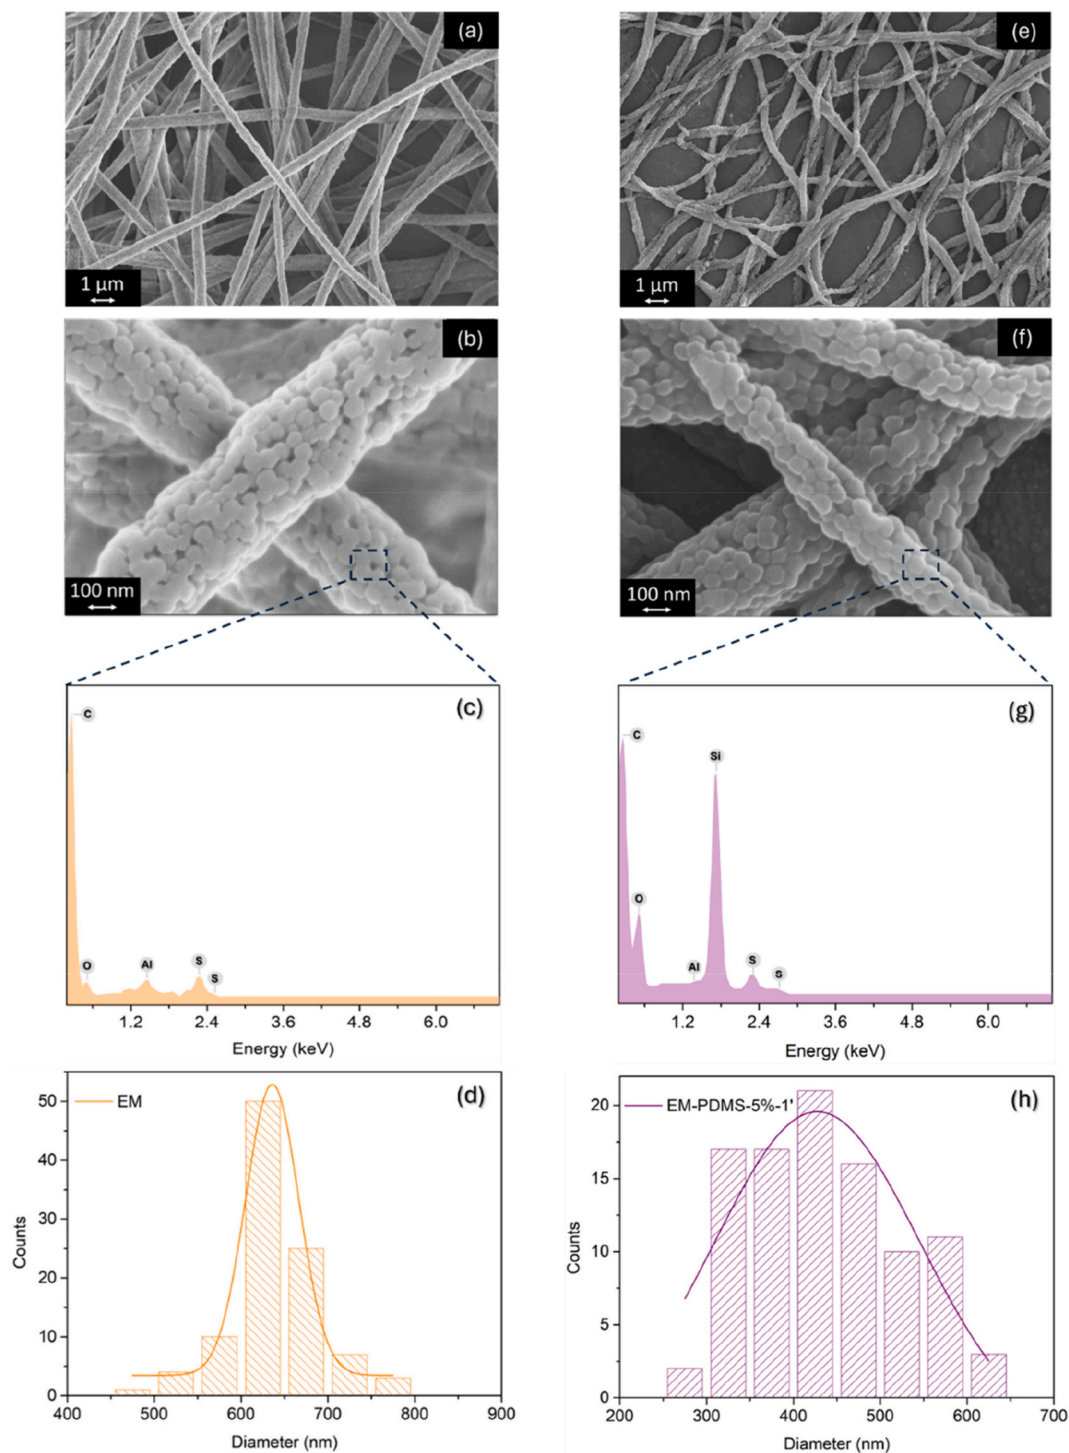 (a)
1 µm
(e)
1 µm
(b)
100 nm
(f)
100 nm
(c)
C
O
Al
S
S
1.2 2.4 3.6 4.8 6.0
Energy (keV)
(g)
C
O
Al
Si
S
S
1.2 2.4 3.6 4.8 6.0
Energy (keV)
(d)
EM
50
40
30
20
10
0
Counts
400 500 600 700 800 900
Diameter (nm)
(h)
EM-PDMS-5%-1'
20
15
10
5
0
Counts
200 300 400 500 600 700
Diameter (nm)